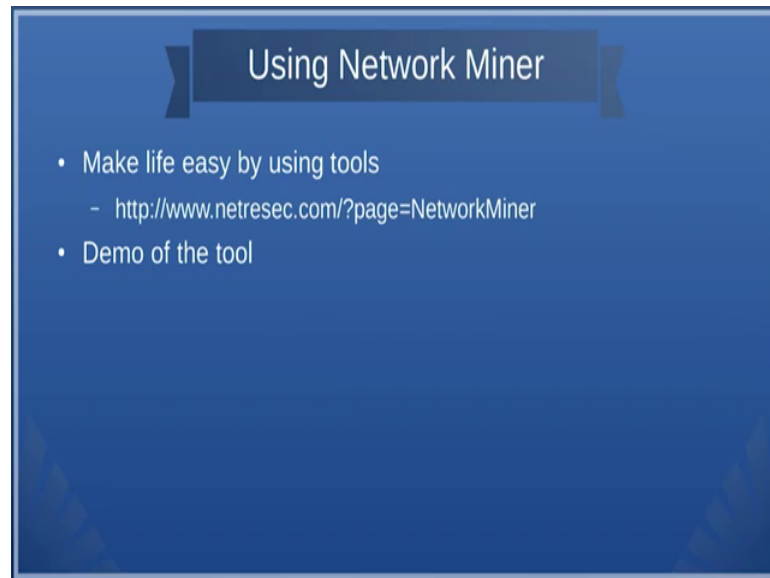 Using Network Miner
• Make life easy by using tools
– http://www.netresec.com/?page=NetworkMiner
• Demo of the tool